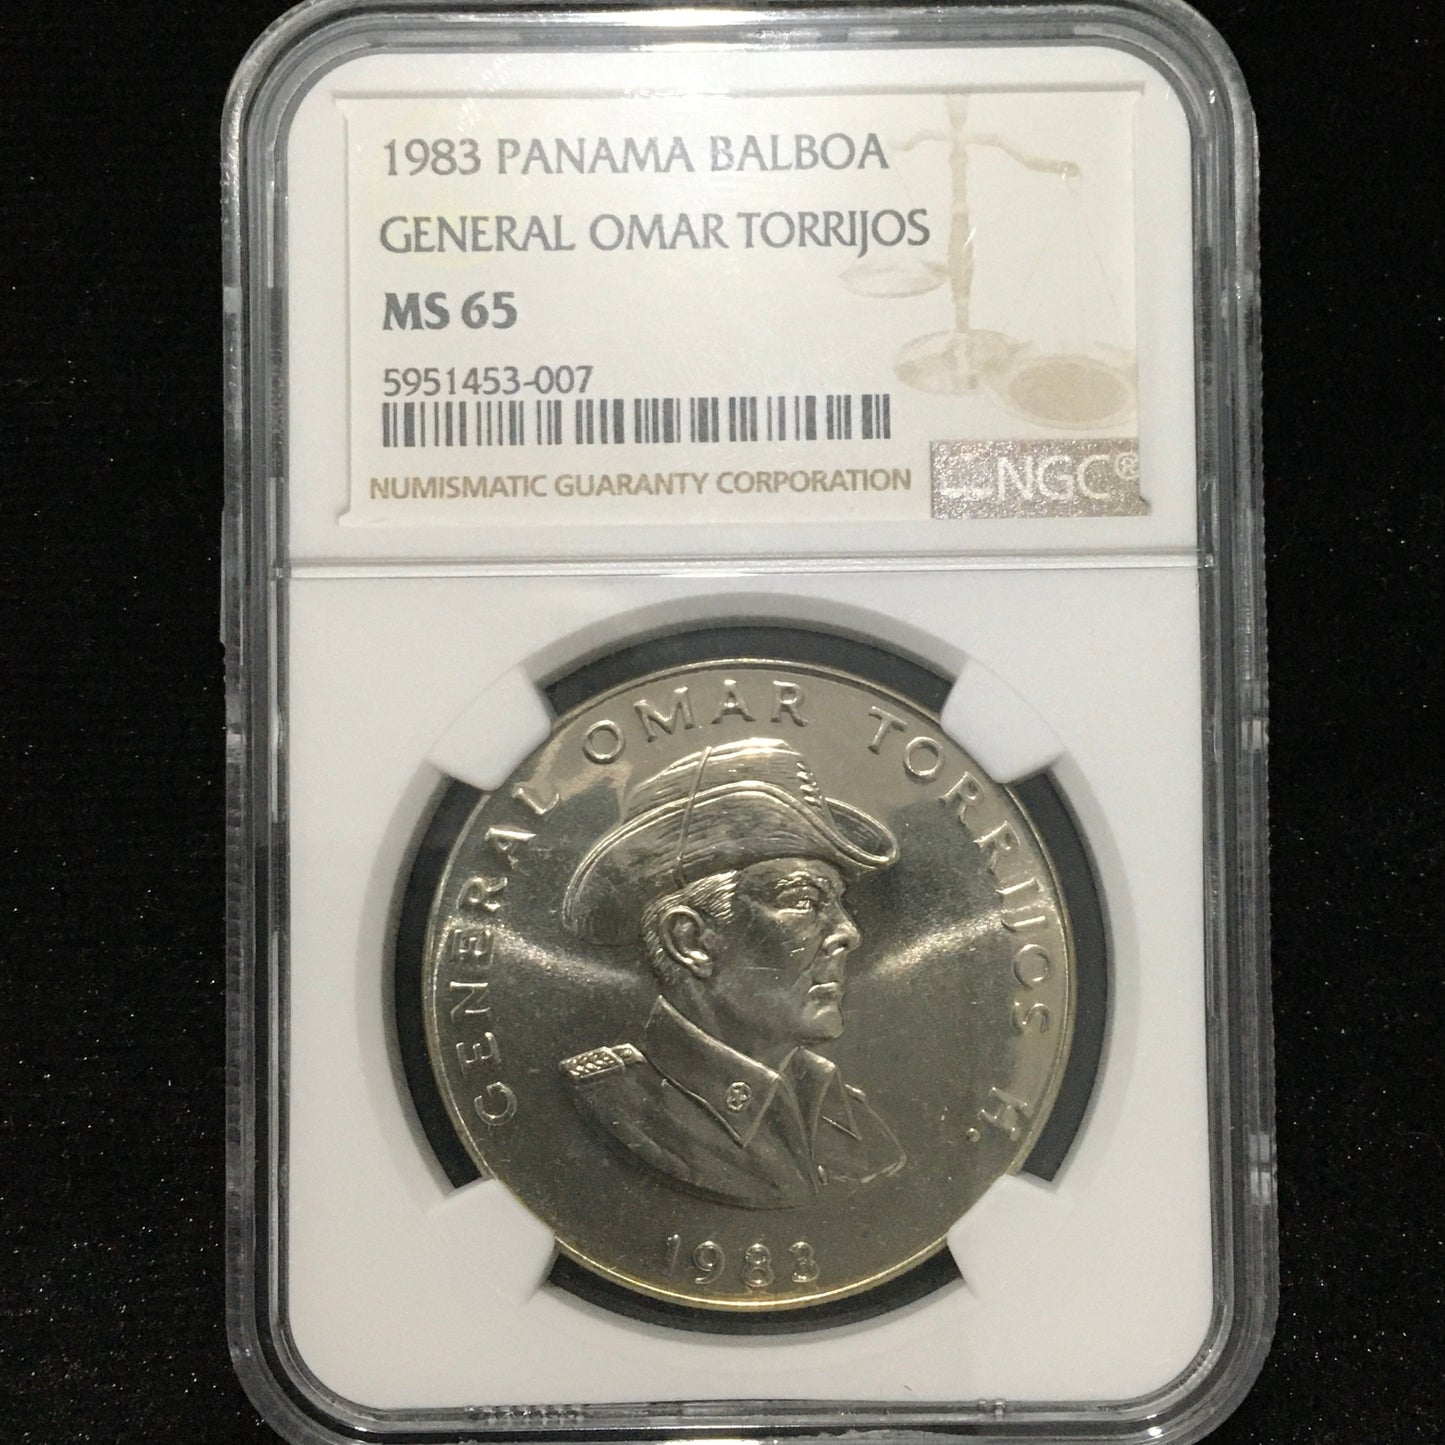 1983 PANAMA BALBOA
GENERAL OMAR TORRIJOS
MS 65
5951453-007
NUMISMATIC GUARANTY CORPORATION
NGC®
GENERAL OMAR TORRIJOS H.
1983